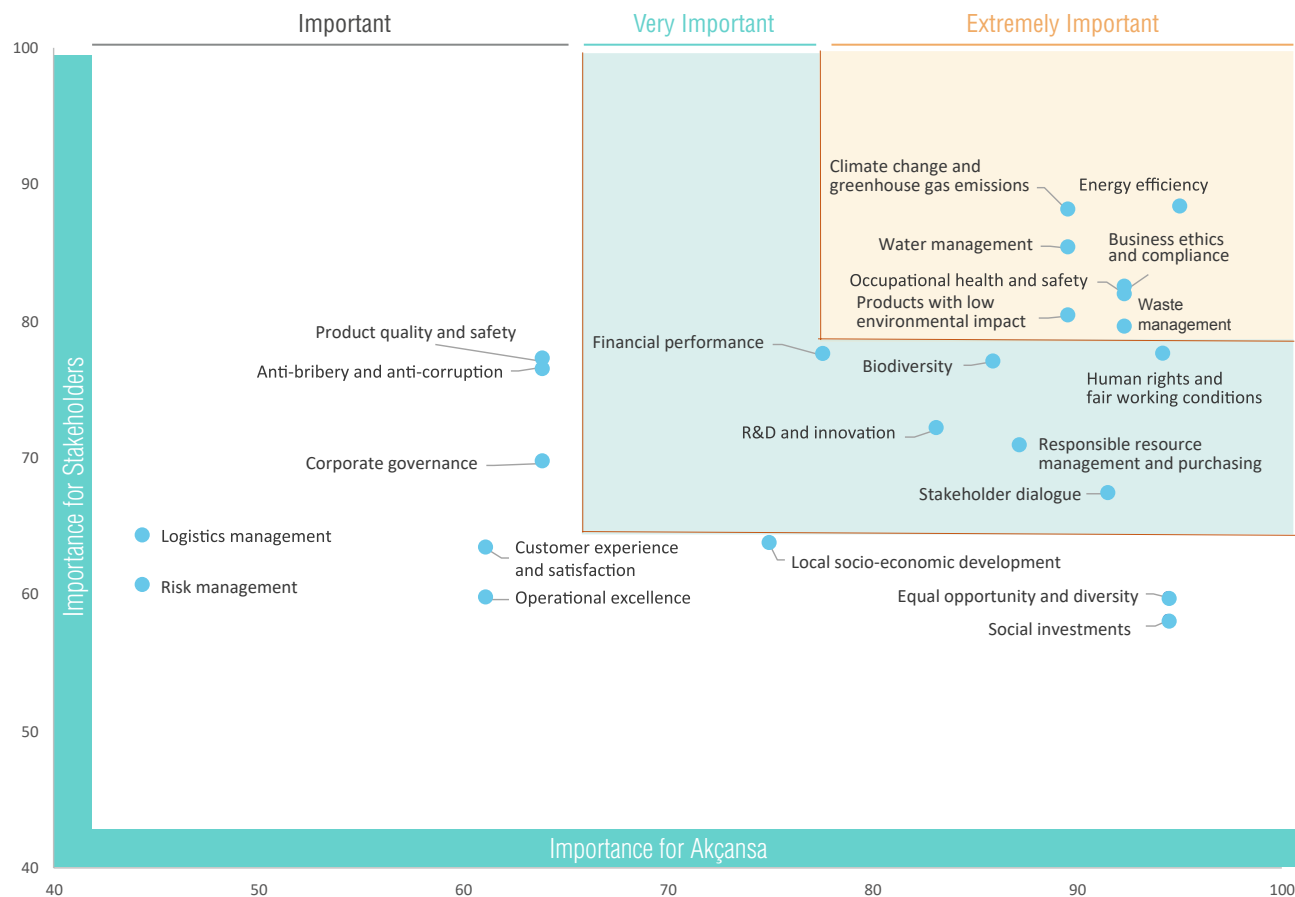 Important
Very Important
Extremely Important
100
90
80
70
60
50
40
Importance for Stakeholders
Climate change and
greenhouse gas emissions
Energy efficiency
Water management
Business ethics
and compliance
Occupational health and safety
Products with low
environmental impact
Waste
management
Product quality and safety
Anti-bribery and anti-corruption
Financial performance
Biodiversity
Human rights and
fair working conditions
R&D and innovation
Responsible resource
management and purchasing
Corporate governance
Stakeholder dialogue
Logistics management
Customer experience
and satisfaction
Local socio-economic development
Risk management
Operational excellence
Equal opportunity and diversity
Social investments
Importance for Akçansa
40
50
60
70
80
90
100